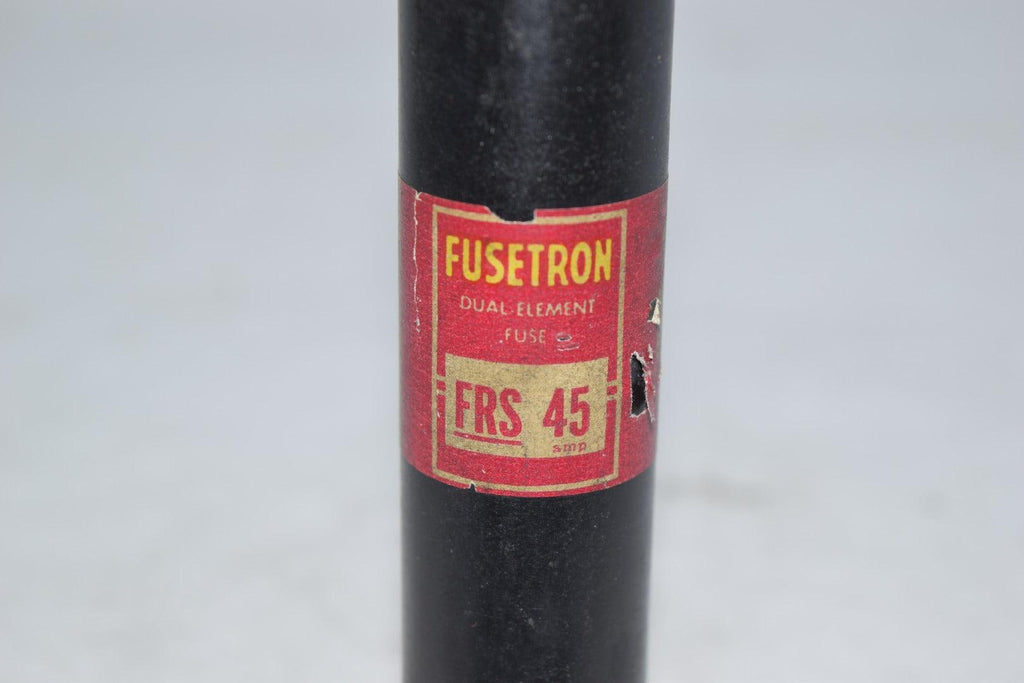 FUSETRON
DUAL-ELEMENT
FUSE
FRS 45
amp